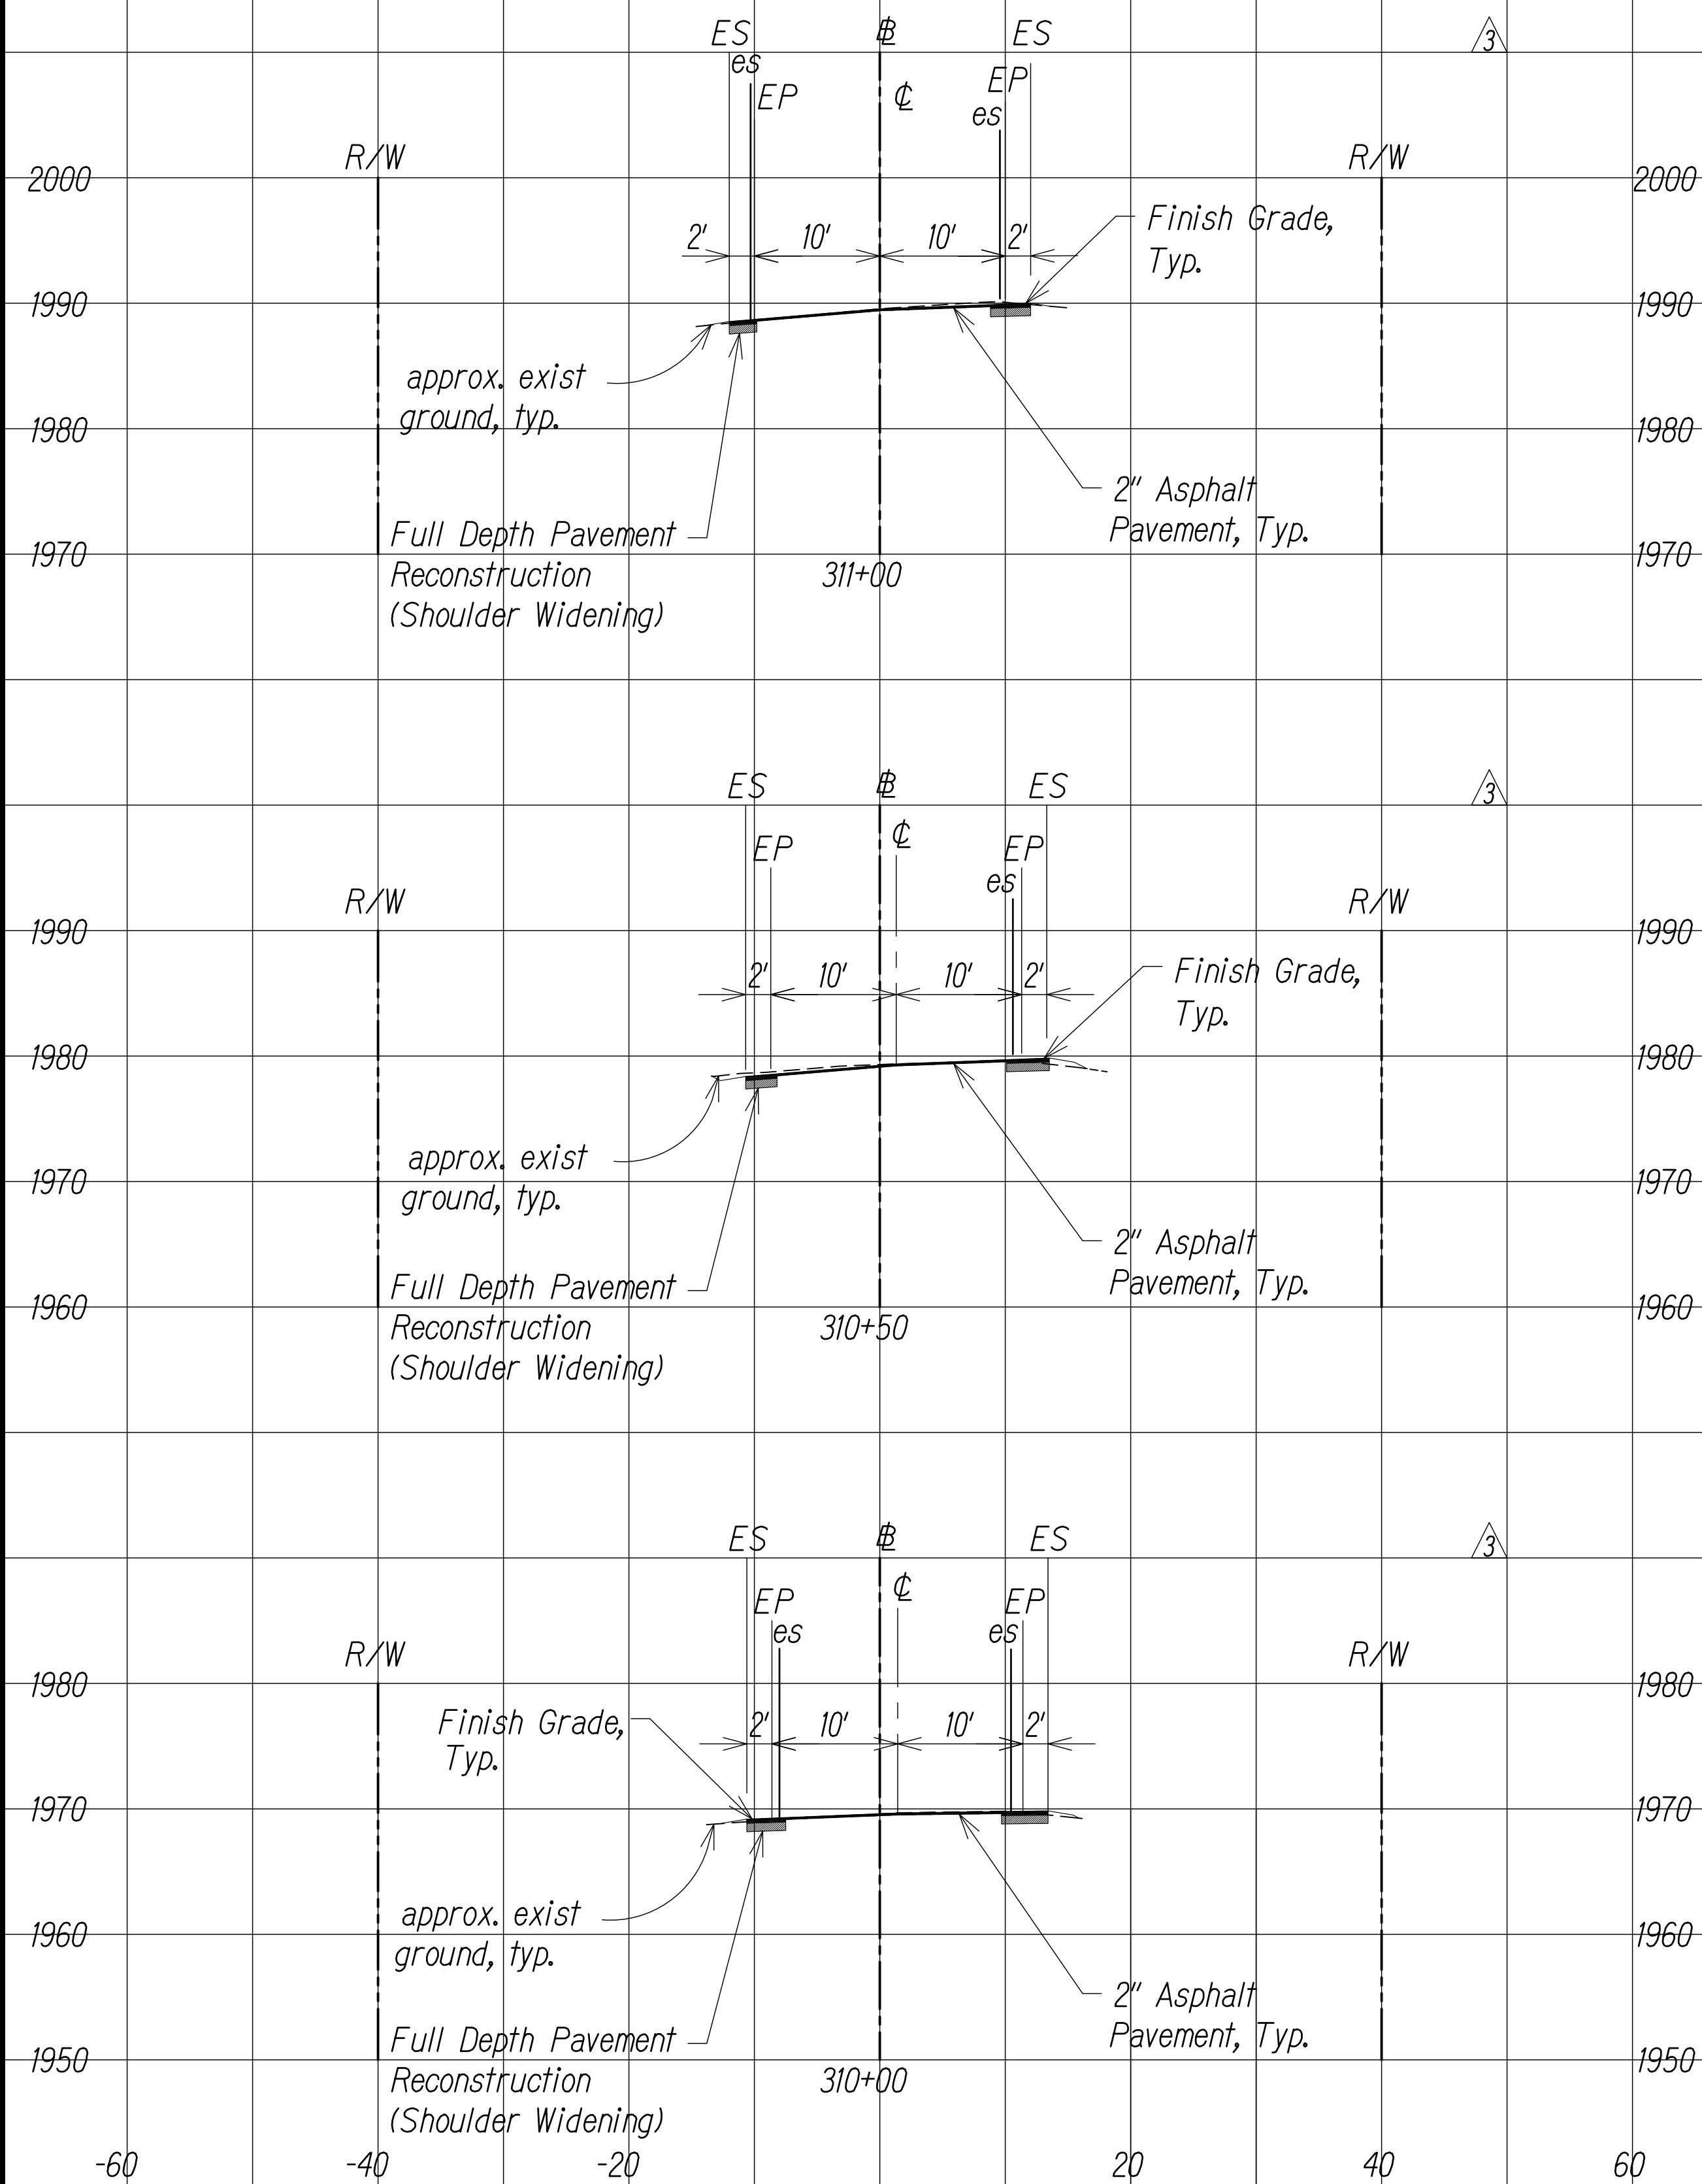 ES
℄
ES
3
es
EP
EP
℄
es
R/W
R/W
2000
2000
2'
10'
10'
2'
Finish Grade,
Typ.
1990
1990
approx. exist
ground, typ.
1980
1980
2" Asphalt
Pavement, Typ.
Full Depth Pavement
Reconstruction
(Shoulder Widening)
1970
1970
311+00
ES
ES
3
℄
EP
EP
es
R/W
R/W
1990
1990
2'
10'
10'
2'
Finish Grade,
Typ.
1980
1980
approx. exist
ground, typ.
1970
1970
2" Asphalt
Pavement, Typ.
Full Depth Pavement
Reconstruction
(Shoulder Widening)
1960
1960
310+50
ES
ES
3
℄
EP
EP
es
es
R/W
R/W
1980
1980
Finish Grade,
Typ.
2'
10'
10'
2'
1970
1970
approx. exist
ground, typ.
1960
1960
2" Asphalt
Pavement, Typ.
Full Depth Pavement
Reconstruction
(Shoulder Widening)
1950
1950
310+00
-60
-40
-20
20
40
60